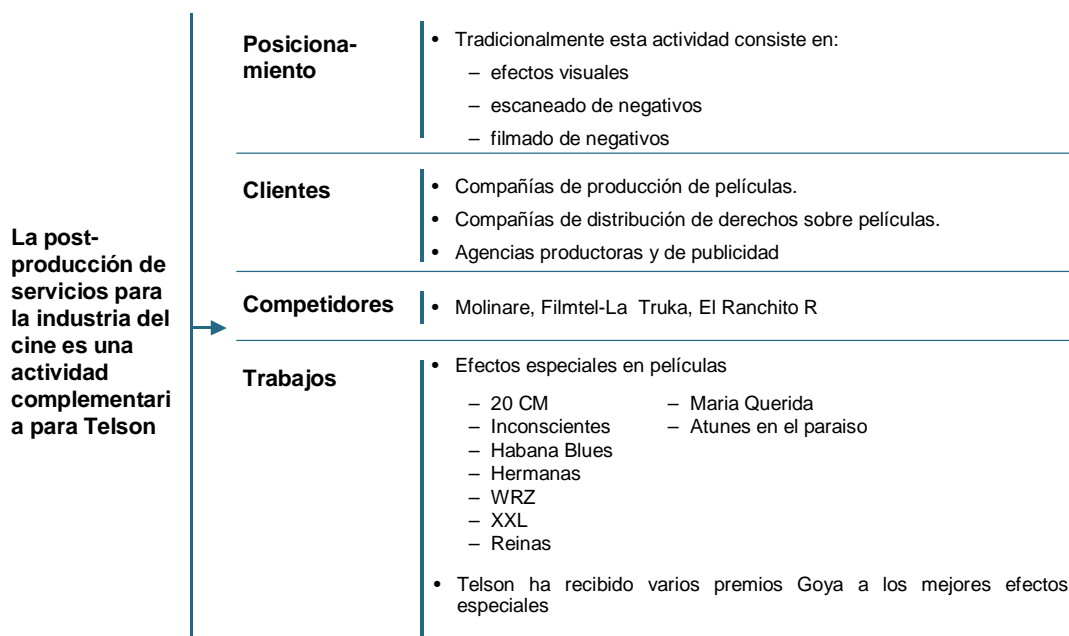 La post-
producción de
servicios para
la industria del
cine es una
actividad
complementari
a para Telson
Posiciona-
miento
• Tradicionalmente esta actividad consiste en:
– efectos visuales
– escaneado de negativos
– filmado de negativos
Clientes
• Compañías de producción de películas.
• Compañías de distribución de derechos sobre películas.
• Agencias productoras y de publicidad
Competidores
• Molinare, Filmtel-La Truka, El Ranchito R
Trabajos
• Efectos especiales en películas
– 20 CM
– Inconscientes
– Habana Blues
– Hermanas
– WRZ
– XXL
– Reinas
– Maria Querida
– Atunes en el paraiso
• Telson ha recibido varios premios Goya a los mejores efectos
especiales